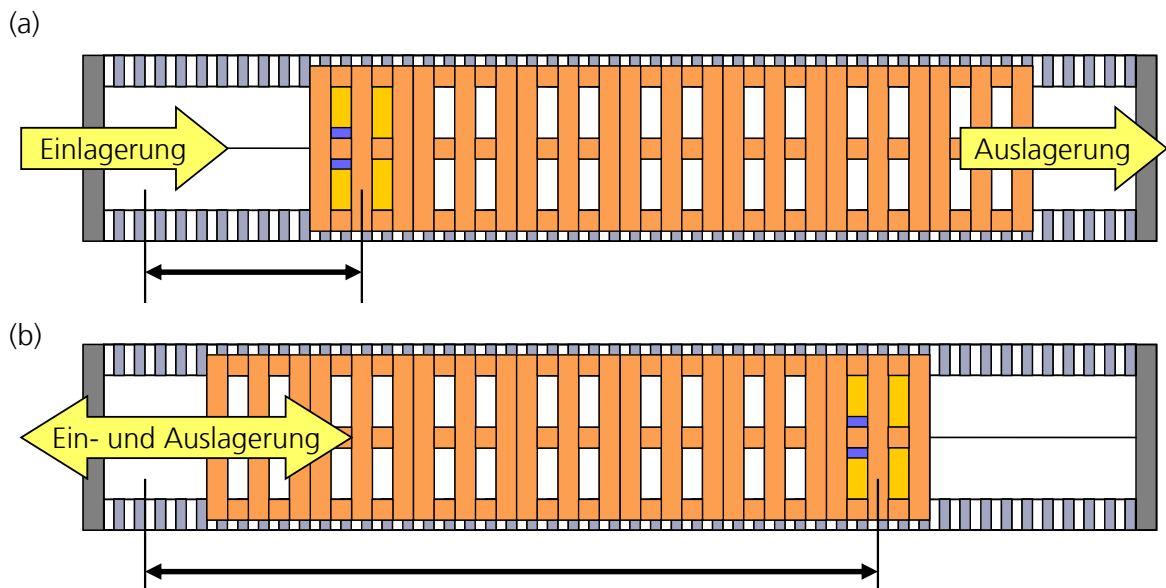 (a)
Einlagerung
Auslagerung
(b)
Ein- und Auslagerung